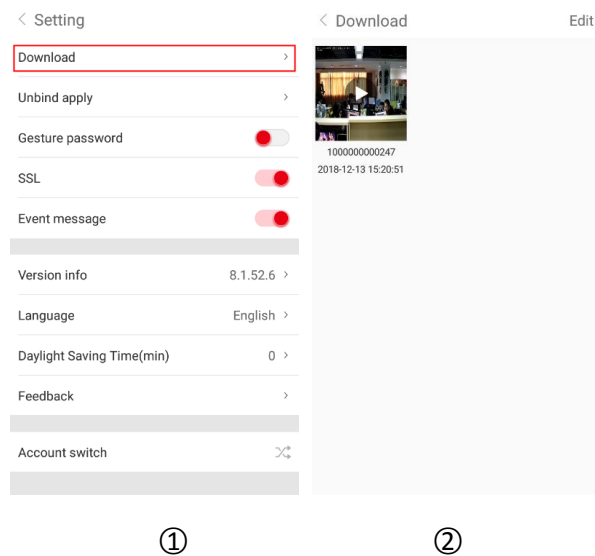 Setting
Download
Unbind apply
Gesture password
SSL
Event message
Version info 8.1.52.6
Language English
Daylight Saving Time(min) 0
Feedback
Account switch
①
Download Edit
1000000000247
2018-12-13 15:20:51
②